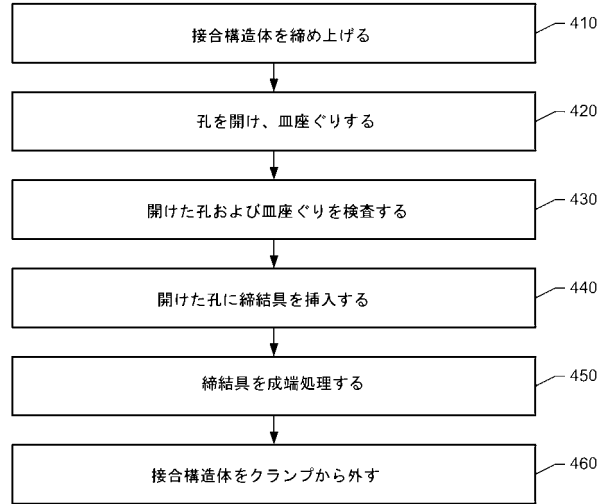 接合構造体を締め上げる 410
孔を開け、皿座ぐりする 420
開けた孔および皿座ぐりを検査する 430
開けた孔に締結具を挿入する 440
締結具を成端処理する 450
接合構造体をクランプから外す 460